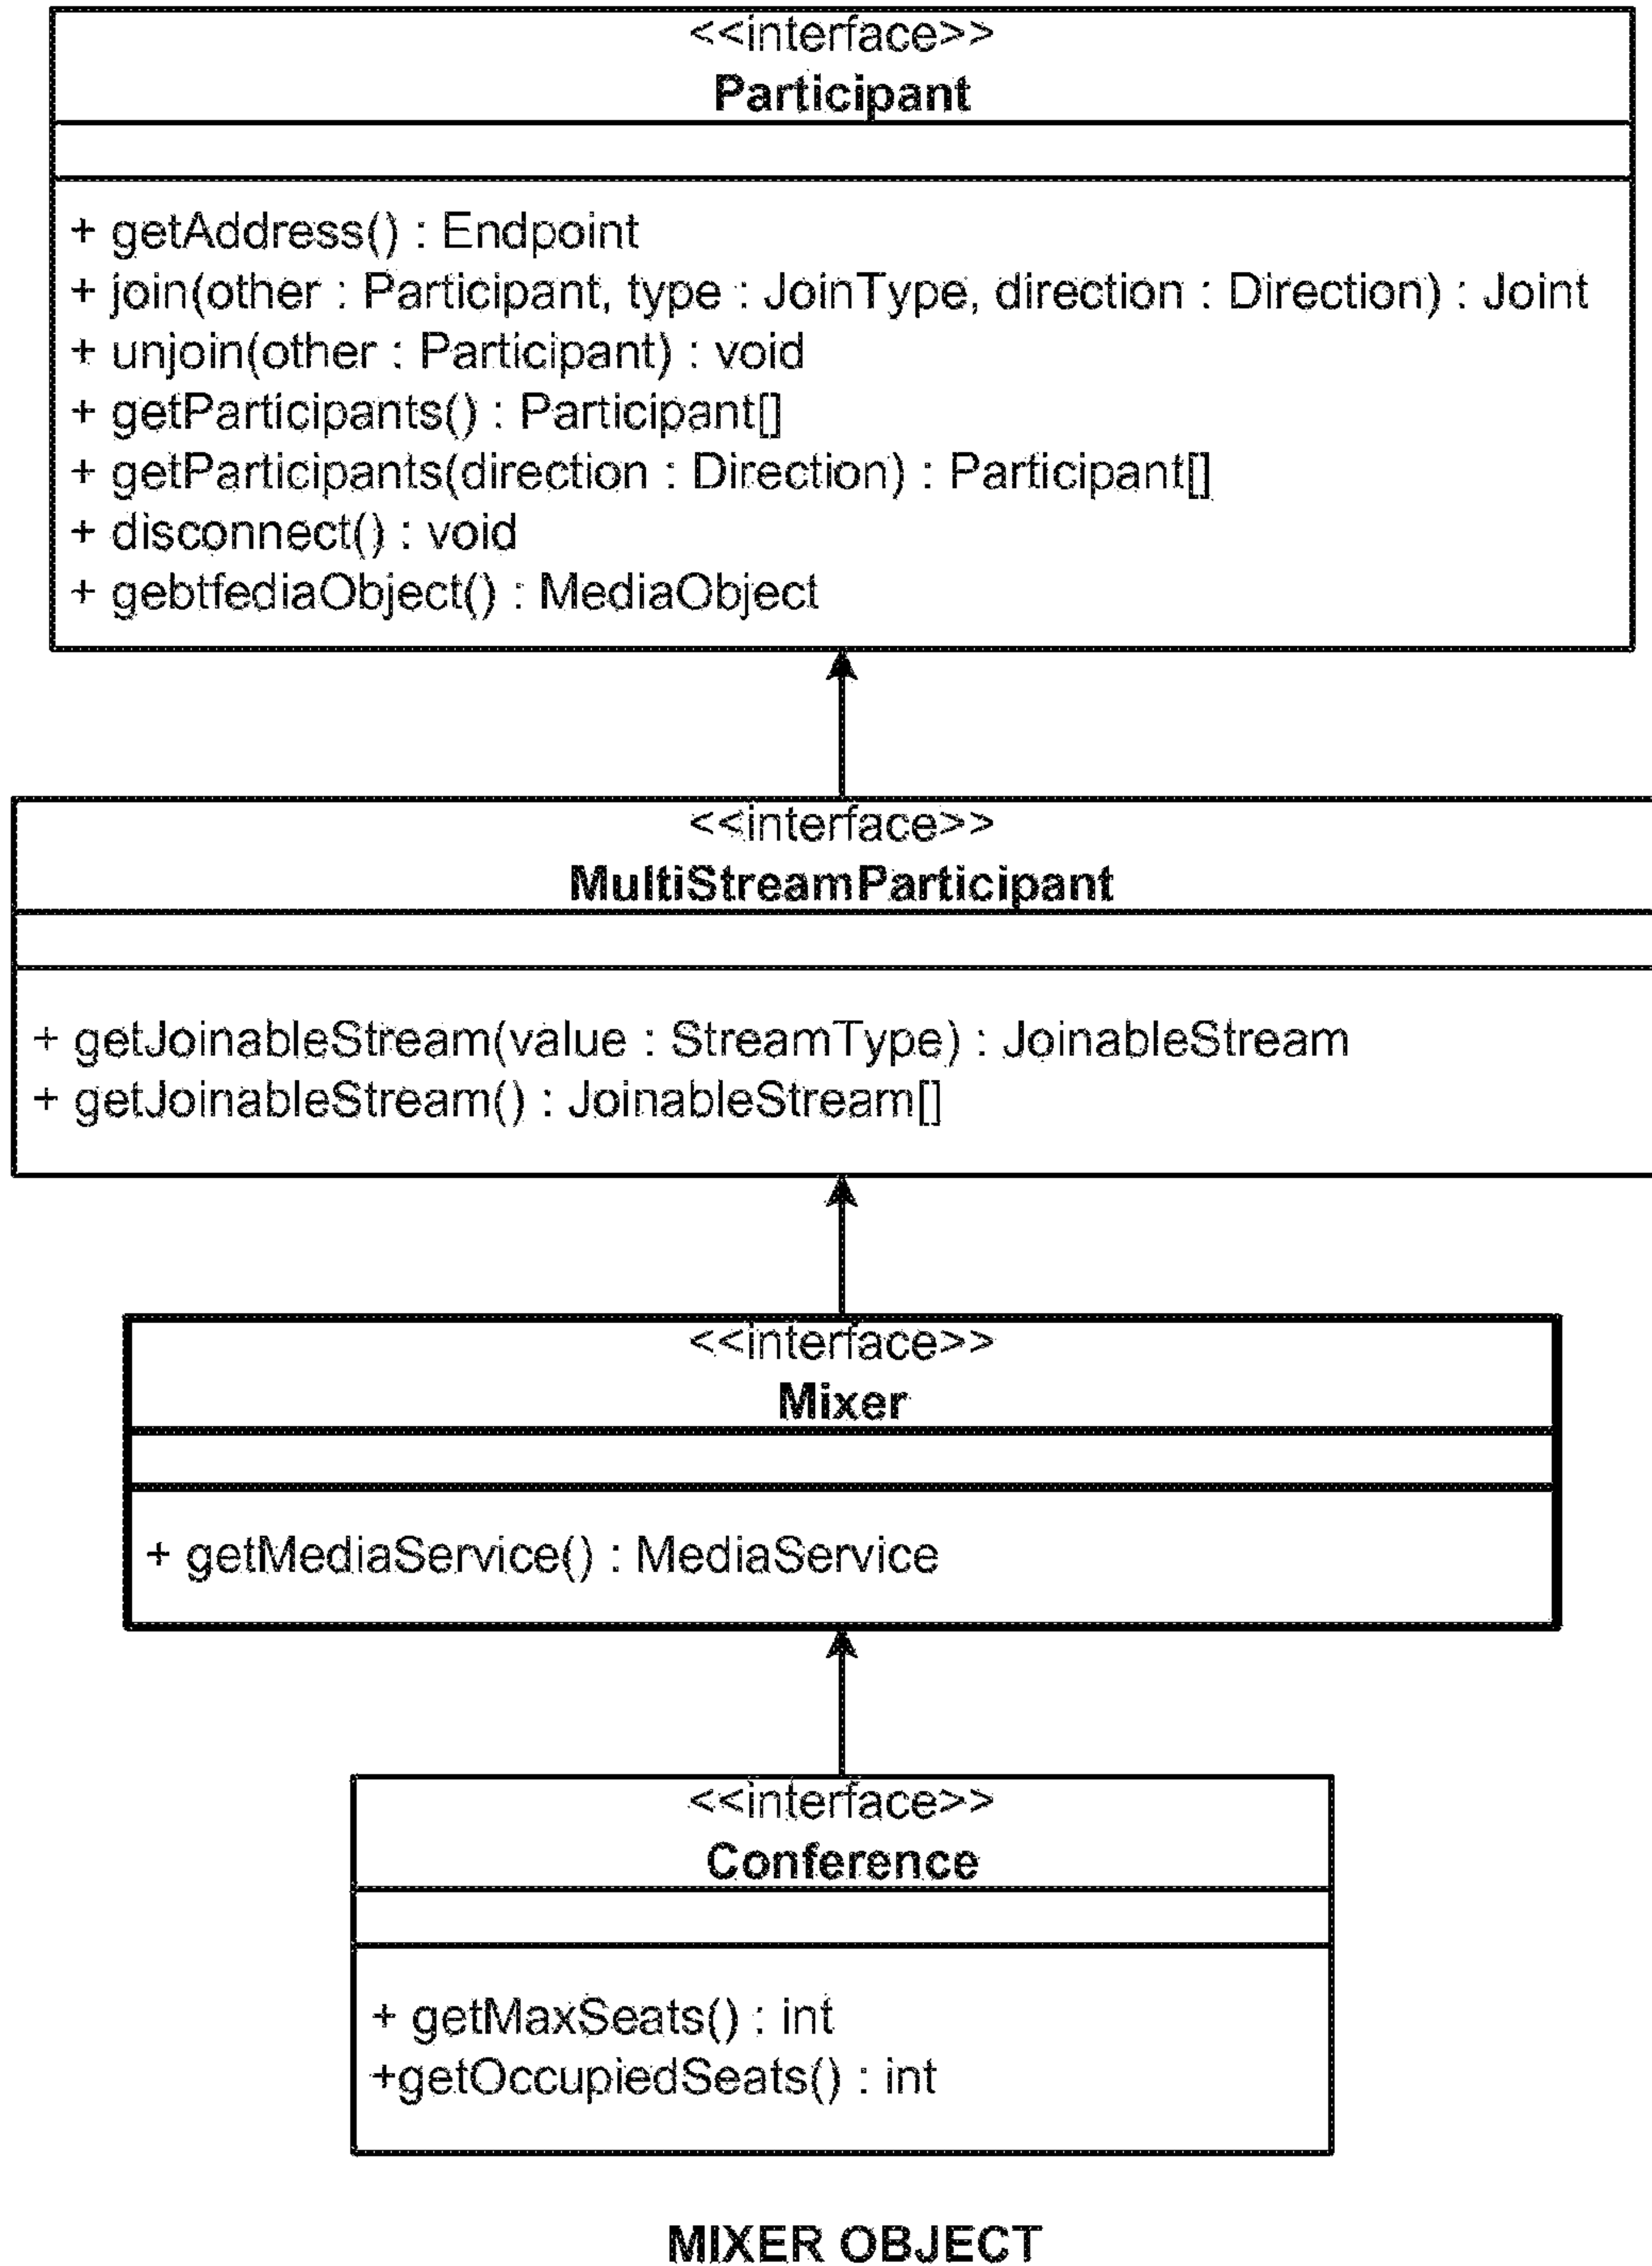 <<interface>>
Participant
+ getAddress() : Endpoint
+ join(other : Participant, type : JoinType, direction : Direction) : Joint
+ unjoin(other : Participant) : void
+ getParticipants() : Participant[]
+ getParticipants(direction : Direction) : Participant[]
+ disconnect() : void
+ gebtfediaObject() : MediaObject
<<interface>>
MultiStreamParticipant
+ getJoinableStream(value : StreamType) : JoinableStream
+ getJoinableStream() : JoinableStream[]
<<interface>>
Mixer
+ getMediaService() : MediaService
<<interface>>
Conference
+ getMaxSeats() : int
+getOccupiedSeats() : int
MIXER OBJECT